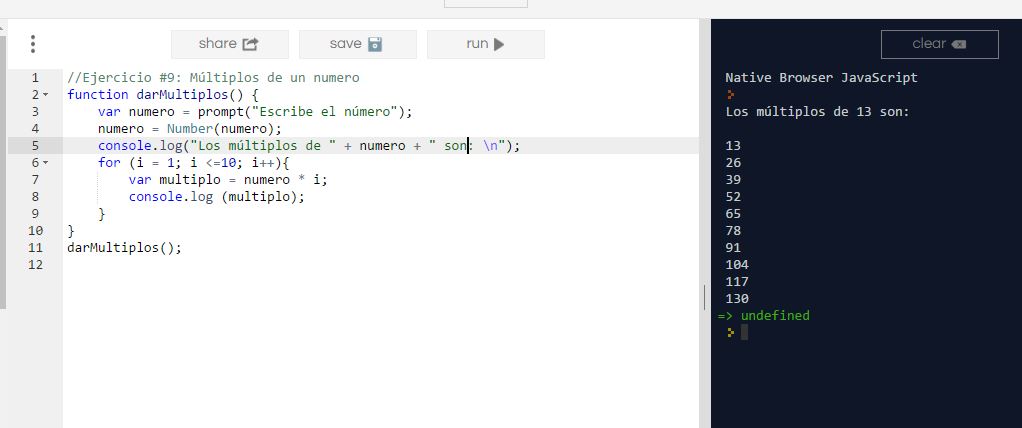 share save run
clear
1 //Ejercicio #9: Múltiplos de un numero
2 function darMultiplos() {
3 var numero = prompt("Escribe el número");
4 numero = Number(numero);
5 console.log("Los múltiplos de " + numero + " son: \n");
6 for (i = 1; i <=10; i++){
7 var multiplo = numero * i;
8 console.log (multiplo);
9 }
10 }
11 darMultiplos();
12
Native Browser JavaScript
>
Los múltiplos de 13 son:
13
26
39
52
65
78
91
104
117
130
=> undefined
>